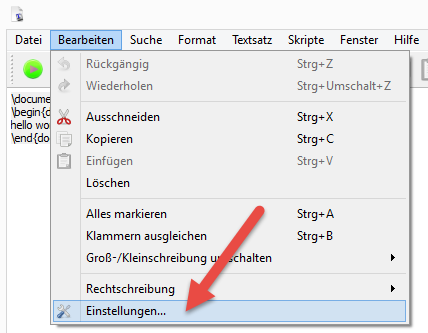 Datei Bearbeiten Suche Format Textsatz Skripte Fenster Hilfe
\docume
\begin{d
hello wo
\end{do
Rückgängig Strg+Z
Wiederholen Strg+Umschalt+Z
Ausschneiden Strg+X
Kopieren Strg+C
Einfügen Strg+V
Löschen
Alles markieren Strg+A
Klammern ausgleichen Strg+B
Groß-/Kleinschreibung umschalten
Rechtschreibung
Einstellungen...